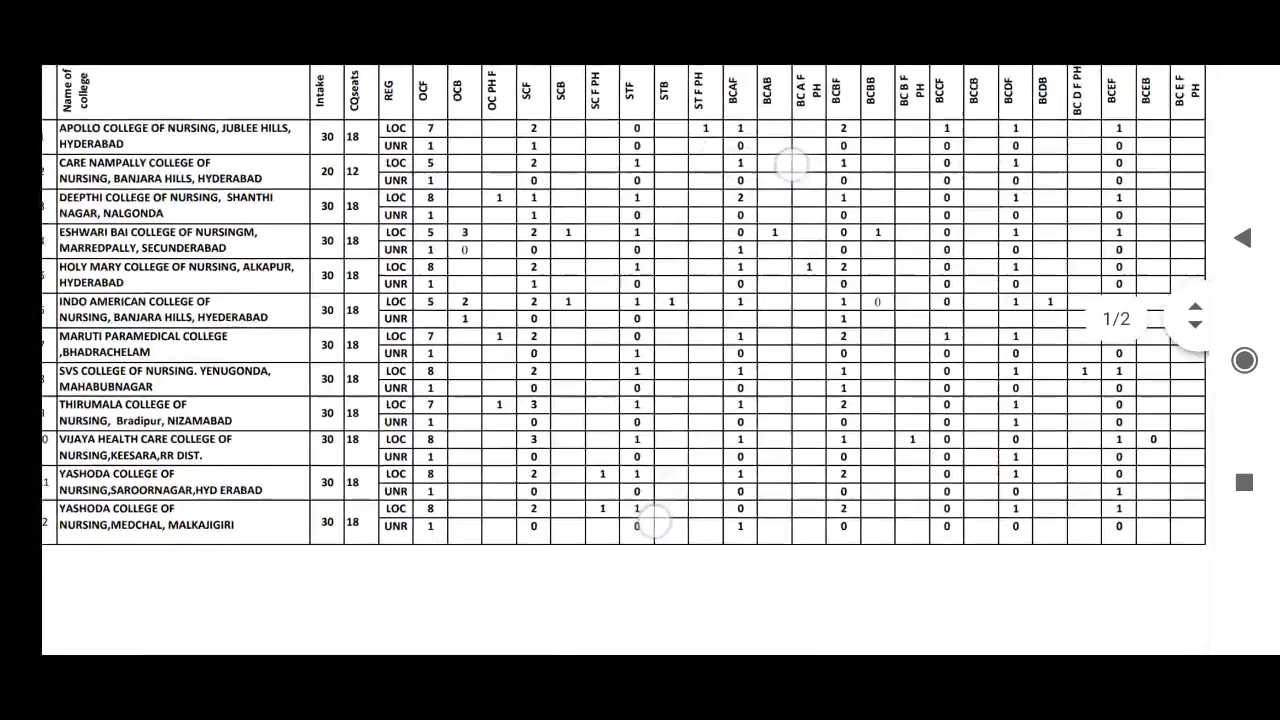 Name of college Intake CQseats REG OCF OCB OC PH F SCF SCB SC F PH STF STB ST F PH BCAF BCAB BC A F PH BCBF BCBB BC B F PH BCCF BCCB BCDF BCDB BC D F PH BCEF BCEB BC E F PH
APOLLO COLLEGE OF NURSING, JUBLEE HILLS, LOC 7 2 0 1 1 2 1 1 1
HYDERABAD 30 18 UNR 1 1 0 0 0 0 0 0
CARE NAMPALLY COLLEGE OF LOC 5 2 1 1 1 0 1 0
NURSING, BANJARA HILLS, HYDERABAD 20 12 UNR 1 0 0 0 0 0 0 0
DEEPTHI COLLEGE OF NURSING, SHANTHI LOC 8 1 1 1 2 1 0 1 1
NAGAR, NALGONDA 30 18 UNR 1 1 0 0 0 0 0 0
ESHWARI BAI COLLEGE OF NURSINGM, LOC 5 3 2 1 1 0 1 1 0 1 1
MARREDPALLY, SECUNDERABAD 30 18 UNR 1 0 0 0 1 0 0 0 0
HOLY MARY COLLEGE OF NURSING, ALKAPUR, LOC 8 2 1 1 1 2 0 1 0
HYDERABAD 30 18 UNR 1 1 0 0 0 0 0 0
INDO AMERICAN COLLEGE OF LOC 5 2 2 1 1 1 1 1 0 0 1 1
NURSING, BANJARA HILLS, HYEDERABAD 30 18 UNR 1 0 0 1
1/2
MARUTI PARAMEDICAL COLLEGE LOC 7 1 2 0 1 2 1 1
,BHADRACHELAM 30 18 UNR 1 0 1 0 0 0 0 0
SVS COLLEGE OF NURSING. YENUGONDA, LOC 8 2 1 1 1 0 1 1 1
MAHABUBNAGAR 30 18 UNR 1 0 0 0 1 0 0 0
THIRUMALA COLLEGE OF LOC 7 1 3 1 1 2 0 1 0
NURSING, Bradipur, NIZAMABAD 30 18 UNR 1 0 0 0 0 0 1 0
0 VIJAYA HEALTH CARE COLLEGE OF 30 18 LOC 8 3 1 1 1 1 0 0 1 0
NURSING,KEESARA,RR DIST. UNR 1 0 0 0 0 0 1 0
YASHODA COLLEGE OF LOC 8 2 1 1 1 2 0 1 0
1 NURSING,SAROORNAGAR,HYD ERABAD 30 18 UNR 1 0 0 0 0 0 0 1
YASHODA COLLEGE OF LOC 8 2 1 1 0 2 0 1 1
2 NURSING,MEDCHAL, MALKAJIGIRI 30 18 UNR 1 0 0 1 0 0 0 0